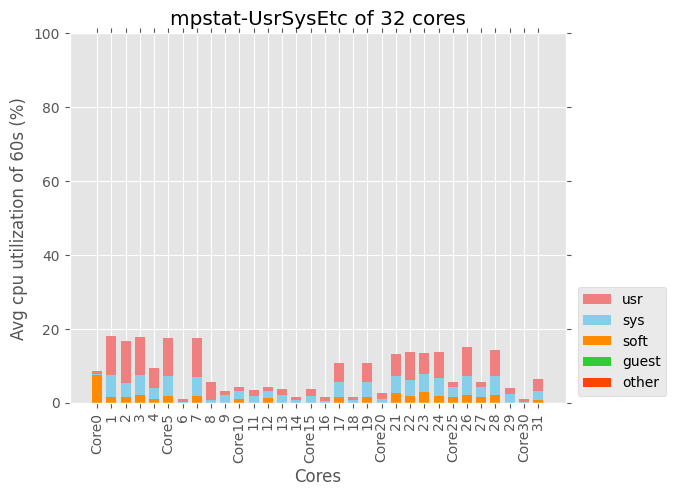 mpstat-UsrSysEtc of 32 cores
Avg cpu utilization of 60s (%)
100
80
60
40
20
0
Core0
1
2
3
4
Core5
6
7
8
9
Core10
11
12
13
14
Core15
16
17
18
19
Core20
21
22
23
24
Core25
26
27
28
29
Core30
31
Cores
usr
sys
soft
guest
other